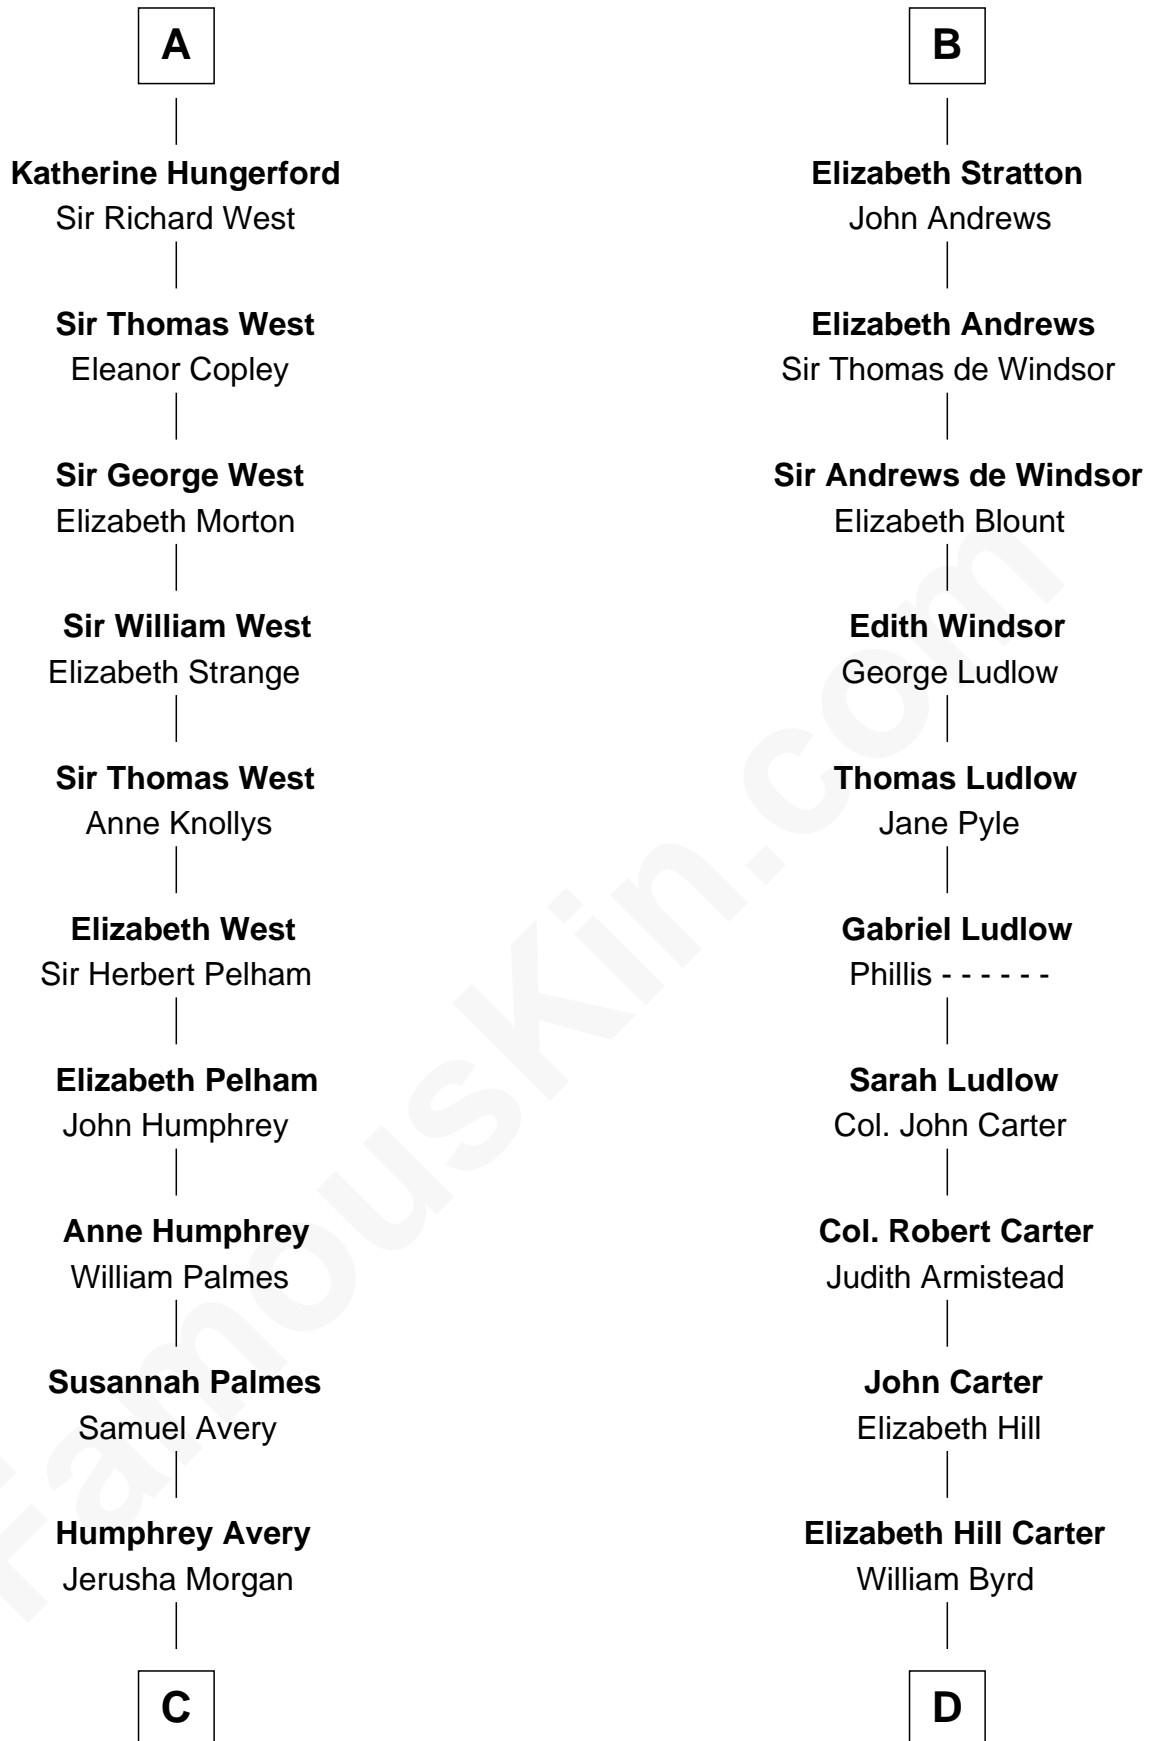 A
Katherine Hungerford
Sir Richard West
Sir Thomas West
Eleanor Copley
Sir George West
Elizabeth Morton
Sir William West
Elizabeth Strange
Sir Thomas West
Anne Knollys
Elizabeth West
Sir Herbert Pelham
Elizabeth Pelham
John Humphrey
Anne Humphrey
William Palmes
Susannah Palmes
Samuel Avery
Humphrey Avery
Jerusha Morgan
C
B
Elizabeth Stratton
John Andrews
Elizabeth Andrews
Sir Thomas de Windsor
Sir Andrews de Windsor
Elizabeth Blount
Edith Windsor
George Ludlow
Thomas Ludlow
Jane Pyle
Gabriel Ludlow
Phillis - - - - - -
Sarah Ludlow
Col. John Carter
Col. Robert Carter
Judith Armistead
John Carter
Elizabeth Hill
Elizabeth Hill Carter
William Byrd
D
FamousKin.com